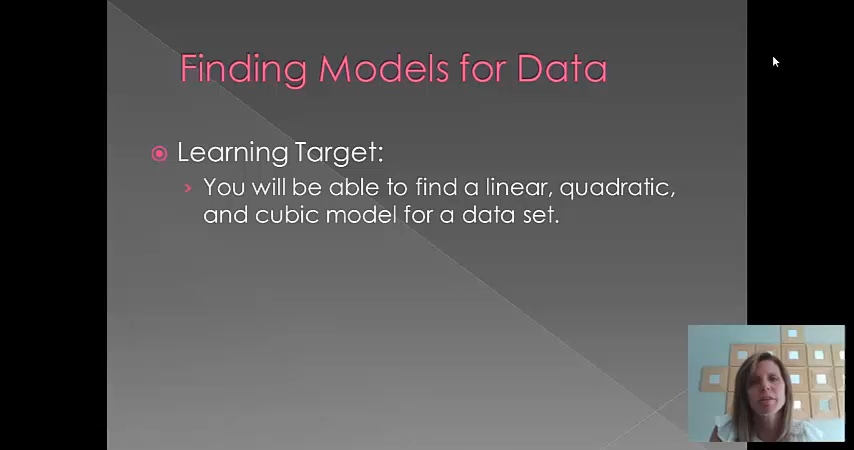 Finding Models for Data
Learning Target:
You will be able to find a linear, quadratic,
and cubic model for a data set.